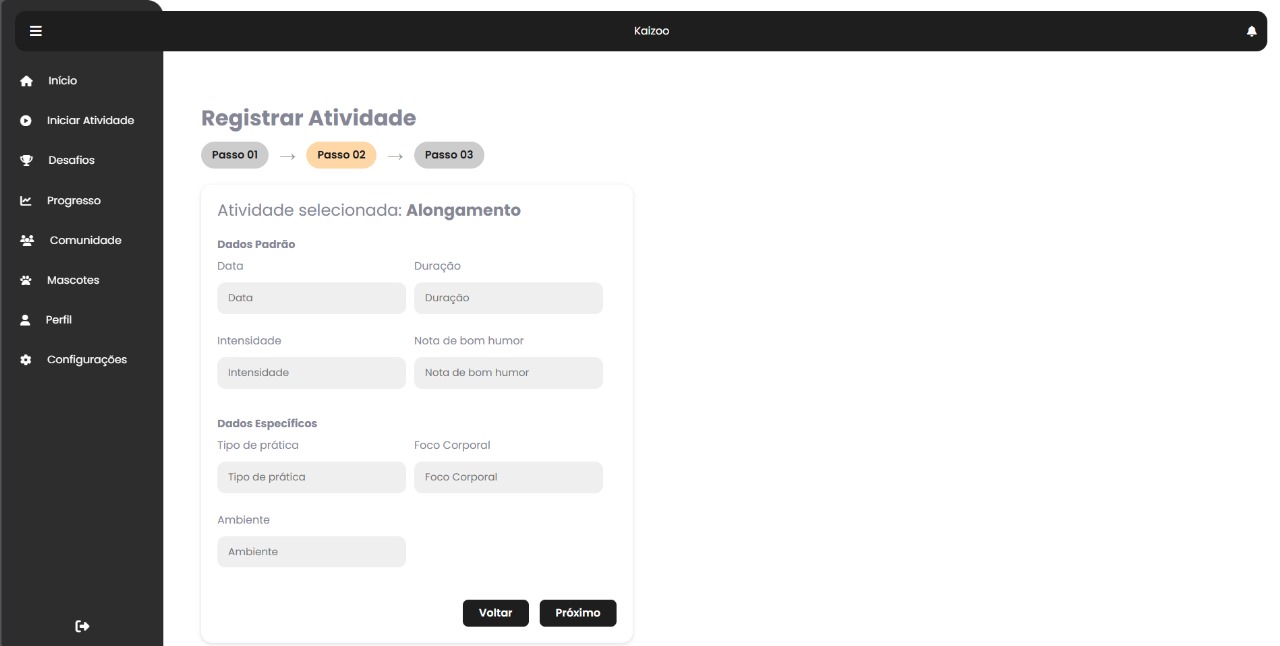 Kaizoo
Início
Iniciar Atividade
Desafios
Progresso
Comunidade
Mascotes
Perfil
Configurações
Registrar Atividade
Passo 01 → Passo 02 → Passo 03
Atividade selecionada: Alongamento
Dados Padrão
Data Duração
Data Duração
Intensidade Nota de bom humor
Intensidade Nota de bom humor
Dados Específicos
Tipo de prática Foco Corporal
Tipo de prática Foco Corporal
Ambiente
Ambiente
Voltar Próximo